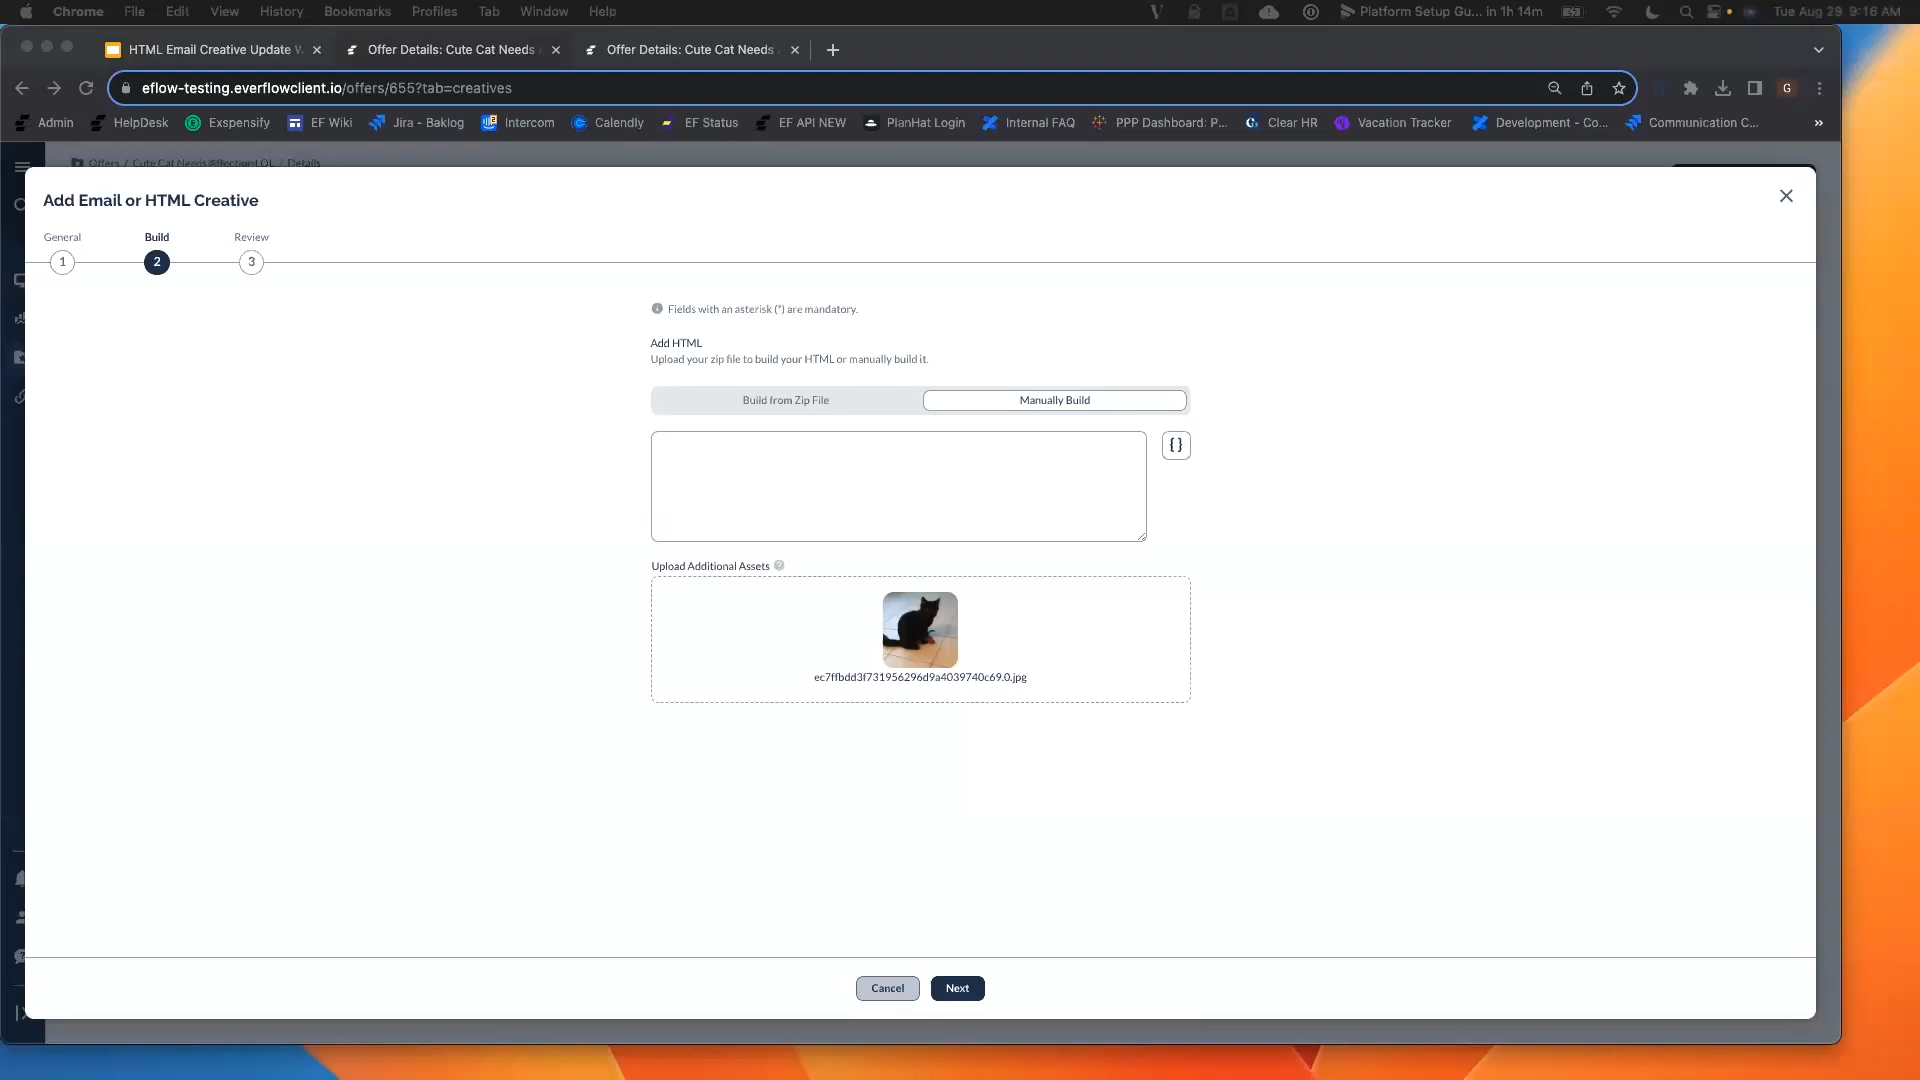 Chrome File Edit View History Bookmarks Profiles Tab Window Help Platform Setup Gu... in 1h 14m Tue Aug 29 9:16 AM
HTML Email Creative Update Offer Details: Cute Cat Needs Offer Details: Cute Cat Needs
eflow-testing.everflowclient.io/offers/655?tab=creatives G
Admin HelpDesk Exspensify EF Wiki Jira - Baklog Intercom Calendly EF Status EF API NEW PlanHat Login Internal FAQ PPP Dashboard: P... Clear HR Vacation Tracker Development - Co... Communication C... »
Offers / Cute Cat Needs Affection LOL / Details
Add Email or HTML Creative
General Build Review
1 2 3
Fields with an asterisk (*) are mandatory.
Add HTML
Upload your zip file to build your HTML or manually build it.
Build from Zip File Manually Build
{ }
Upload Additional Assets ?
ec7ffbdd3f731956296d9a4039740c69.0.jpg
Cancel Next